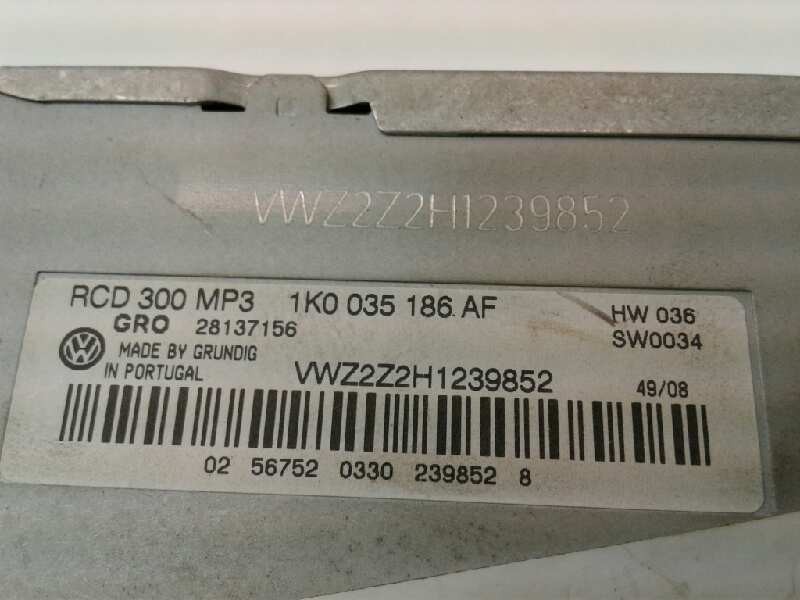 VWZ2Z2H1239852
RCD 300 MP3 1K0 035 186 AF HW 036
GRO 28137156 SW0034
VW MADE BY GRUNDIG
IN PORTUGAL VWZ2Z2H1239852 49/08
02 56752 0330 239852 8